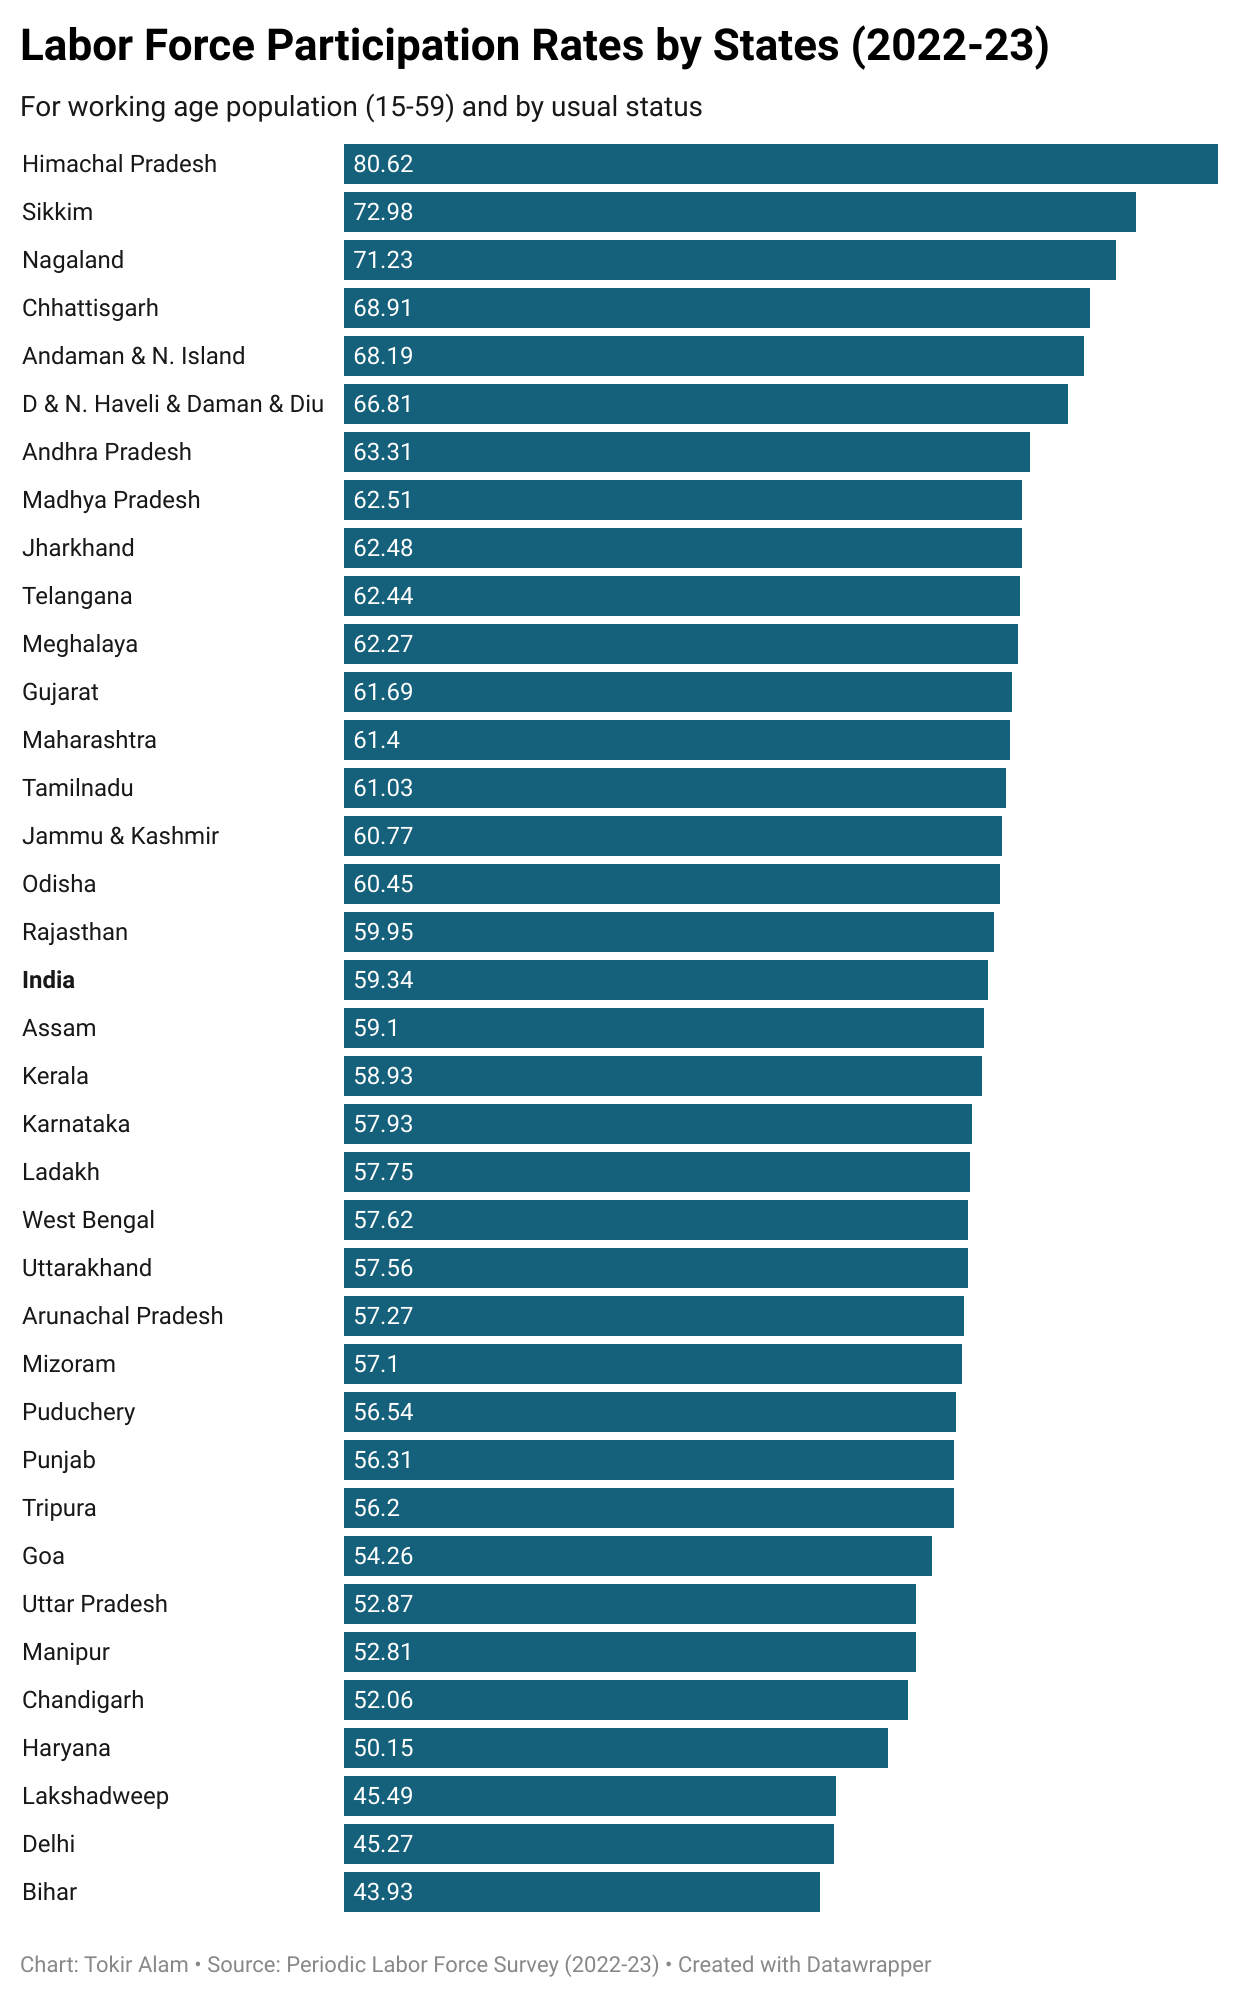 Labor Force Participation Rates by States (2022-23)
For working age population (15-59) and by usual status
Himachal Pradesh 80.62
Sikkim 72.98
Nagaland 71.23
Chhattisgarh 68.91
Andaman & N. Island 68.19
D & N. Haveli & Daman & Diu 66.81
Andhra Pradesh 63.31
Madhya Pradesh 62.51
Jharkhand 62.48
Telangana 62.44
Meghalaya 62.27
Gujarat 61.69
Maharashtra 61.4
Tamilnadu 61.03
Jammu & Kashmir 60.77
Odisha 60.45
Rajasthan 59.95
India 59.34
Assam 59.1
Kerala 58.93
Karnataka 57.93
Ladakh 57.75
West Bengal 57.62
Uttarakhand 57.56
Arunachal Pradesh 57.27
Mizoram 57.1
Puduchery 56.54
Punjab 56.31
Tripura 56.2
Goa 54.26
Uttar Pradesh 52.87
Manipur 52.81
Chandigarh 52.06
Haryana 50.15
Lakshadweep 45.49
Delhi 45.27
Bihar 43.93
Chart: Tokir Alam • Source: Periodic Labor Force Survey (2022-23) • Created with Datawrapper